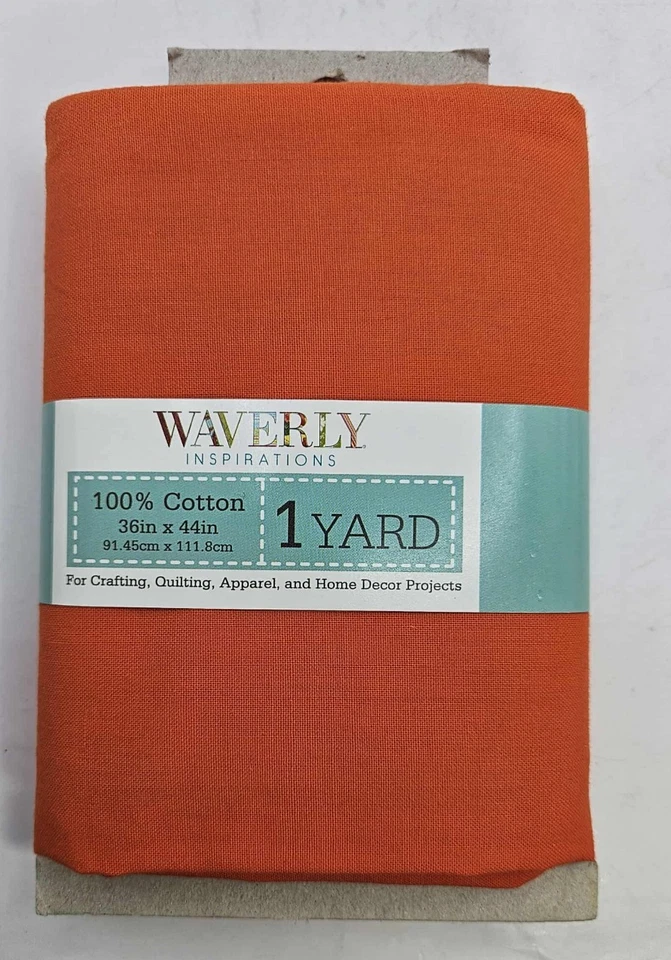 WAVERLY
INSPIRATIONS
100% Cotton
36in x 44in
91.45cm x 111.8cm
1 YARD
For Crafting, Quilting, Apparel, and Home Decor Projects